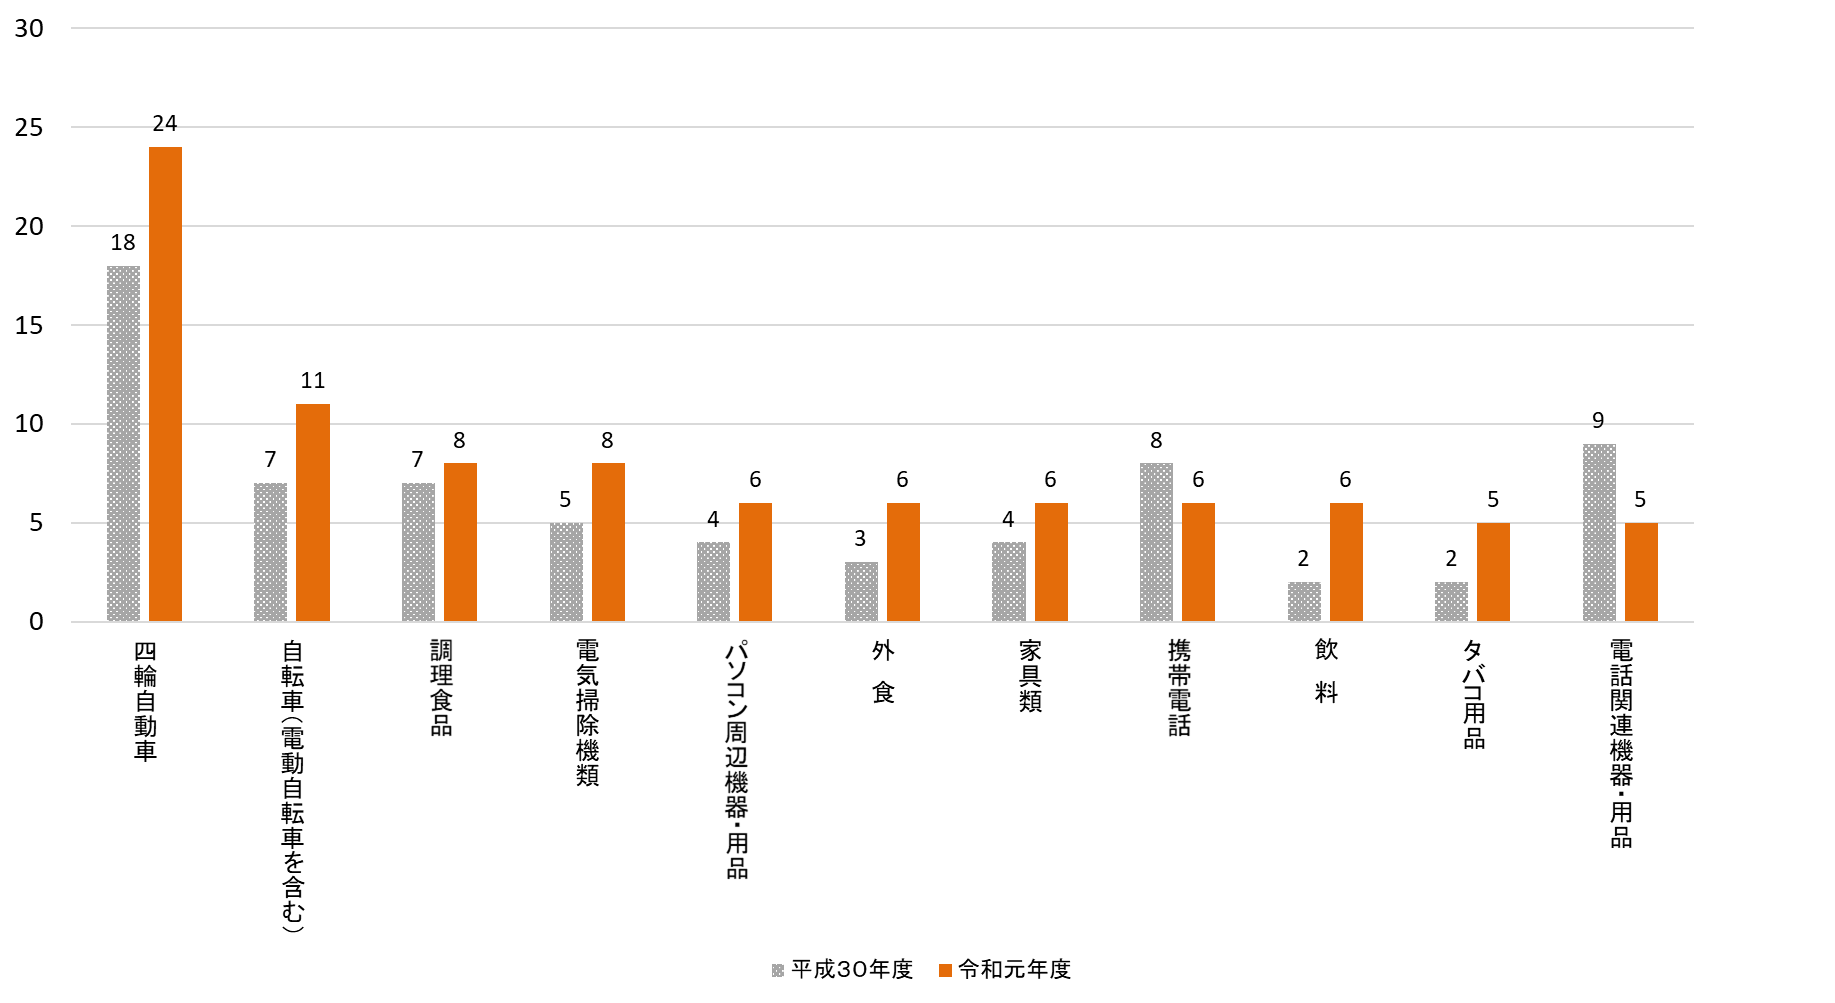 30
25
20
15
10
5
0
18
24
7
11
7
8
5
8
4
6
3
6
4
6
8
6
2
6
2
5
9
5
四輪自動車
自転車（電動自転車を含む）
調理食品
電気掃除機類
パソコン周辺機器・用品
外　食
家具類
携帯電話
飲　料
タバコ用品
電話関連機器・用品
平成30年度
令和元年度